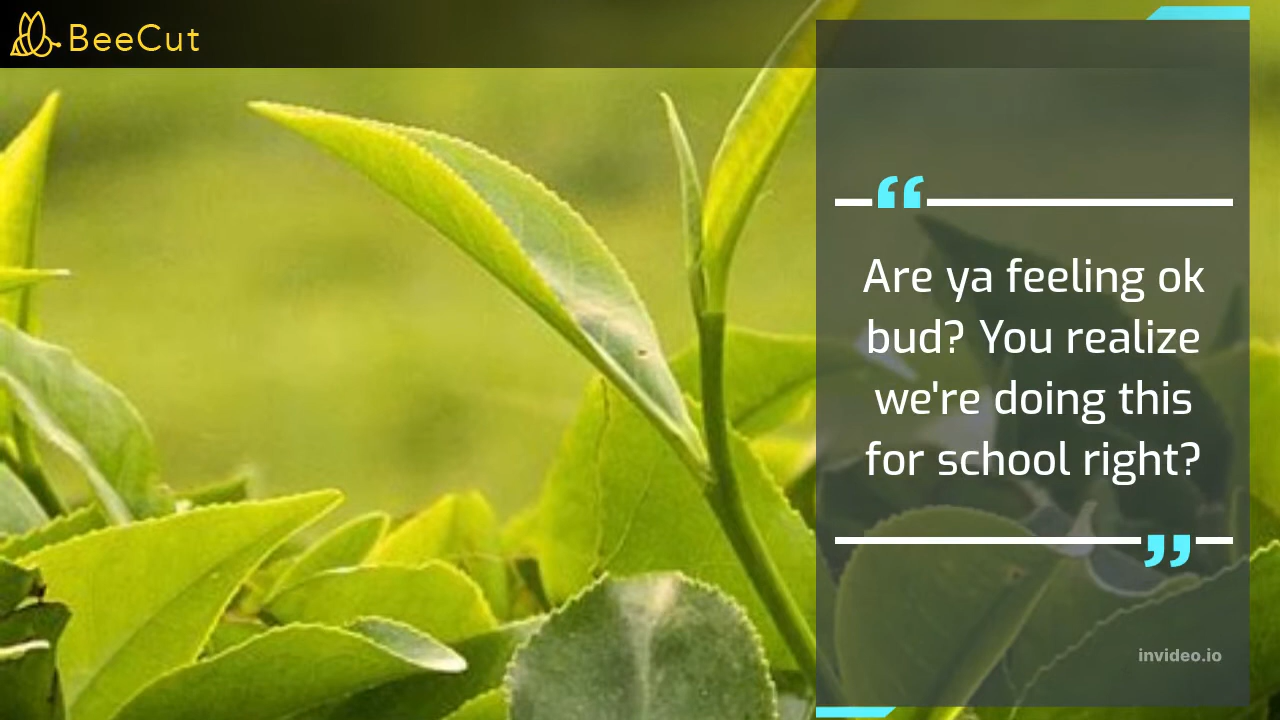 BeeCut
“
Are ya feeling ok
bud? You realize
we're doing this
for school right?
”
invideo.io